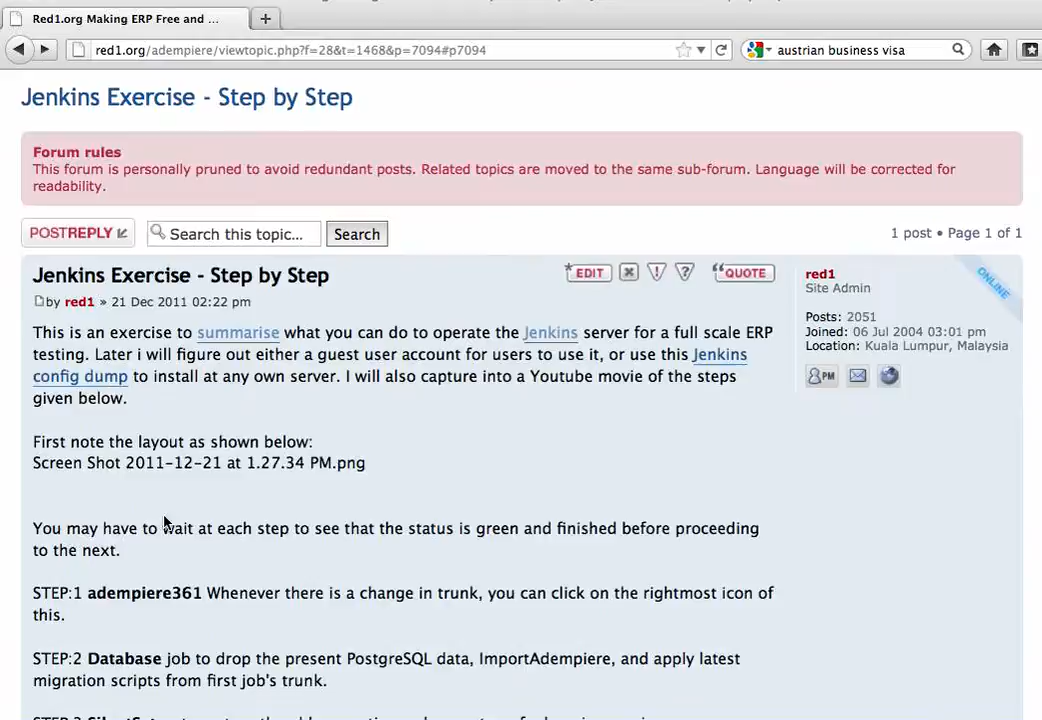 Red1.org Making ERP Free and ...
red1.org/adempiere/viewtopic.php?f=28&t=1468&p=7094#p7094
austrian business visa
Jenkins Exercise - Step by Step
Forum rules
This forum is personally pruned to avoid redundant posts. Related topics are moved to the same sub-forum. Language will be corrected for
readability.
POSTREPLY
Search this topic...
Search
1 post • Page 1 of 1
Jenkins Exercise - Step by Step
EDIT
QUOTE
by red1 » 21 Dec 2011 02:22 pm
This is an exercise to summarise what you can do to operate the Jenkins server for a full scale ERP
testing. Later i will figure out either a guest user account for users to use it, or use this Jenkins
config dump to install at any own server. I will also capture into a Youtube movie of the steps
given below.
First note the layout as shown below:
Screen Shot 2011-12-21 at 1.27.34 PM.png
You may have to wait at each step to see that the status is green and finished before proceeding
to the next.
STEP:1 adempiere361 Whenever there is a change in trunk, you can click on the rightmost icon of
this.
STEP:2 Database job to drop the present PostgreSQL data, ImportAdempiere, and apply latest
migration scripts from first job's trunk.
red1
Site Admin
Posts: 2051
Joined: 06 Jul 2004 03:01 pm
Location: Kuala Lumpur, Malaysia
PM
ONLINE